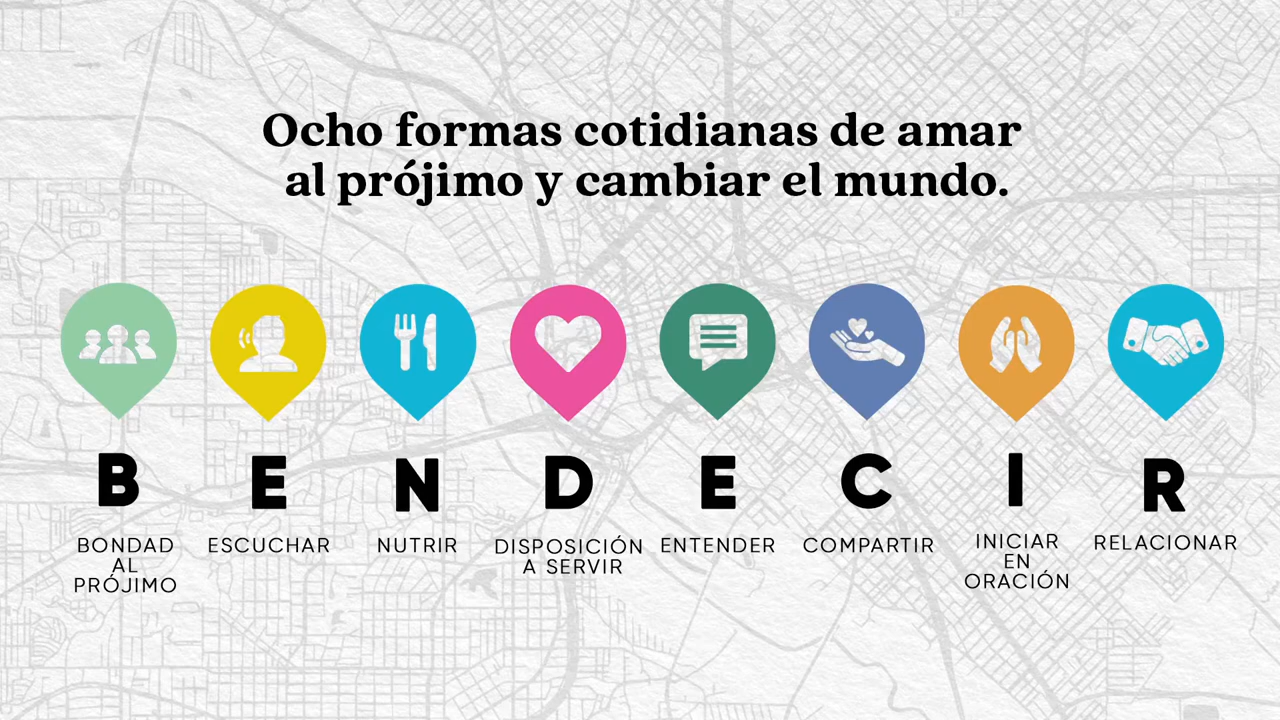 Ocho formas cotidianas de amar
al prójimo y cambiar el mundo.
B E N D E C I R
BONDAD
AL
PRÓJIMO
ESCUCHAR
NUTRIR
DISPOSICIÓN
A SERVIR
ENTENDER
COMPARTIR
INICIAR
EN
ORACIÓN
RELACIONAR